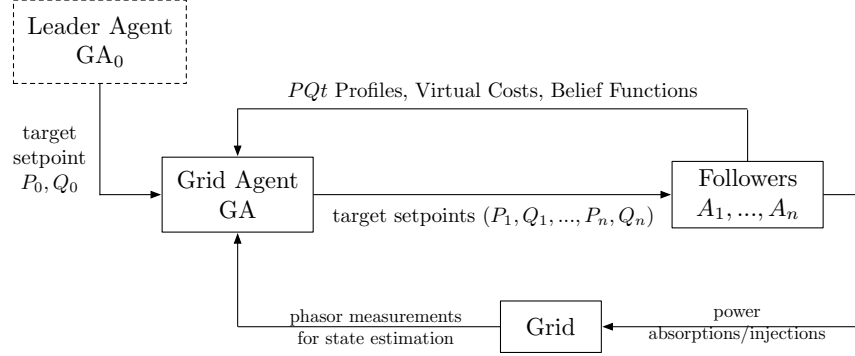 Leader Agent
GA₀
PQt Profiles, Virtual Costs, Belief Functions
target
setpoint
P₀, Q₀
Grid Agent
GA
target setpoints (P₁, Q₁, ..., Pₙ, Qₙ)
Followers
A₁, ..., Aₙ
phasor measurements
for state estimation
Grid
power
absorptions/injections